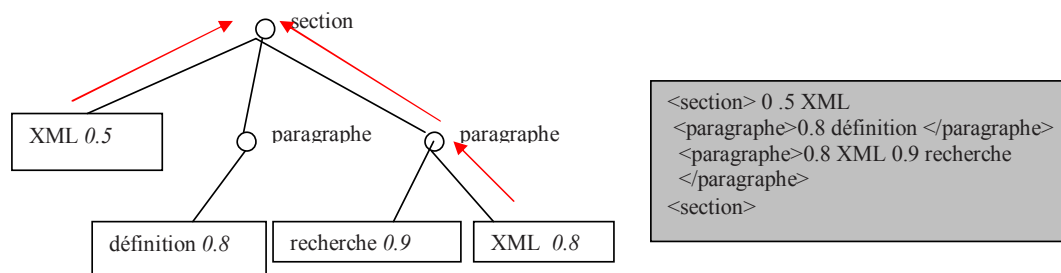 section
XML 0.5
paragraphe
paragraphe
définition 0.8
recherche 0.9
XML 0.8
<section> 0 .5 XML
<paragraphe>0.8 définition </paragraphe>
<paragraphe>0.8 XML 0.9 recherche
</paragraphe>
<section>